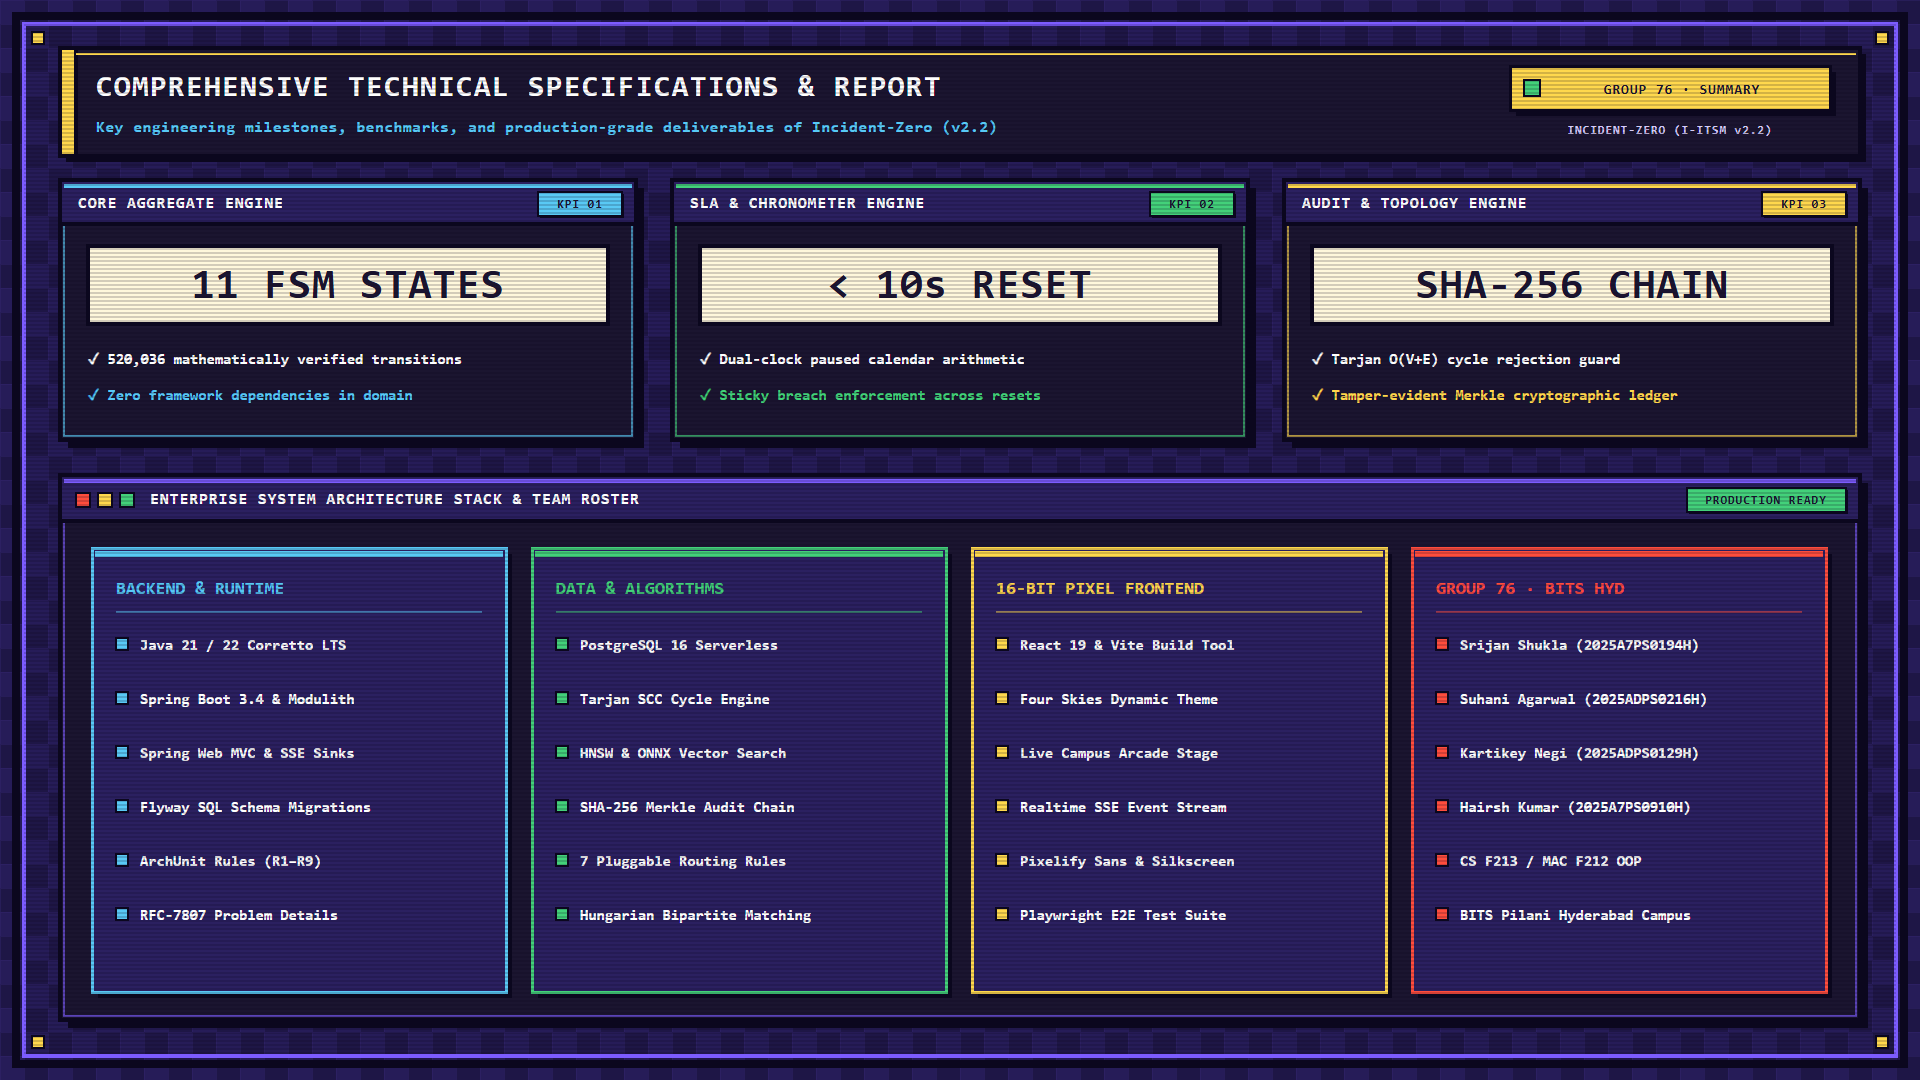 COMPREHENSIVE TECHNICAL SPECIFICATIONS & REPORT
Key engineering milestones, benchmarks, and production-grade deliverables of Incident-Zero (v2.2)
GROUP 76 · SUMMARY
INCIDENT-ZERO (I-ITSM v2.2)
CORE AGGREGATE ENGINE
KPI 01
11 FSM STATES
✓ 520,036 mathematically verified transitions
✓ Zero framework dependencies in domain
SLA & CHRONOMETER ENGINE
KPI 02
< 10s RESET
✓ Dual-clock paused calendar arithmetic
✓ Sticky breach enforcement across resets
AUDIT & TOPOLOGY ENGINE
KPI 03
SHA-256 CHAIN
✓ Tarjan O(V+E) cycle rejection guard
✓ Tamper-evident Merkle cryptographic ledger
ENTERPRISE SYSTEM ARCHITECTURE STACK & TEAM ROSTER
PRODUCTION READY
BACKEND & RUNTIME
Java 21 / 22 Corretto LTS
Spring Boot 3.4 & Modulith
Spring Web MVC & SSE Sinks
Flyway SQL Schema Migrations
ArchUnit Rules (R1–R9)
RFC-7807 Problem Details
DATA & ALGORITHMS
PostgreSQL 16 Serverless
Tarjan SCC Cycle Engine
HNSW & ONNX Vector Search
SHA-256 Merkle Audit Chain
7 Pluggable Routing Rules
Hungarian Bipartite Matching
16-BIT PIXEL FRONTEND
React 19 & Vite Build Tool
Four Skies Dynamic Theme
Live Campus Arcade Stage
Realtime SSE Event Stream
Pixelify Sans & Silkscreen
Playwright E2E Test Suite
GROUP 76 · BITS HYD
Srijan Shukla (2025A7PS0194H)
Suhani Agarwal (2025ADPS0216H)
Kartikey Negi (2025ADPS0129H)
Hairsh Kumar (2025A7PS0910H)
CS F213 / MAC F212 OOP
BITS Pilani Hyderabad Campus